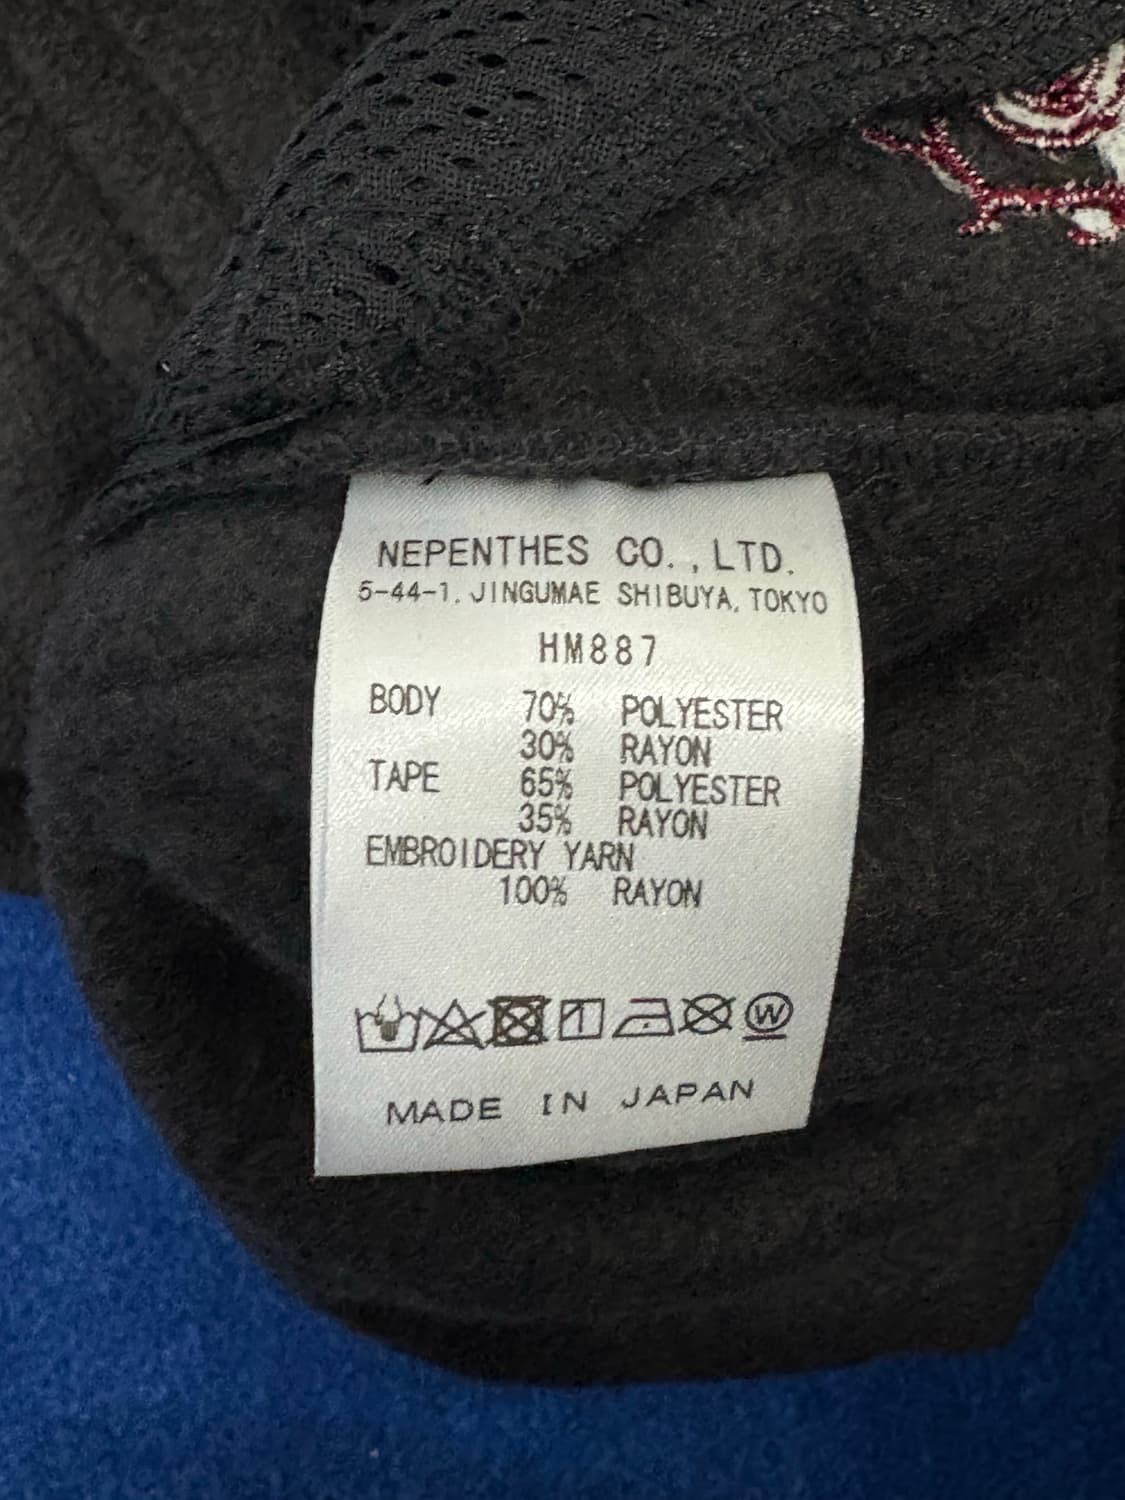 NEPENTHES CO., LTD.
5-44-1, JINGUMAE SHIBUYA, TOKYO
HM887
BODY 70% POLYESTER
30% RAYON
TAPE 65% POLYESTER
35% RAYON
EMBROIDERY YARN
100% RAYON
W
MADE IN JAPAN